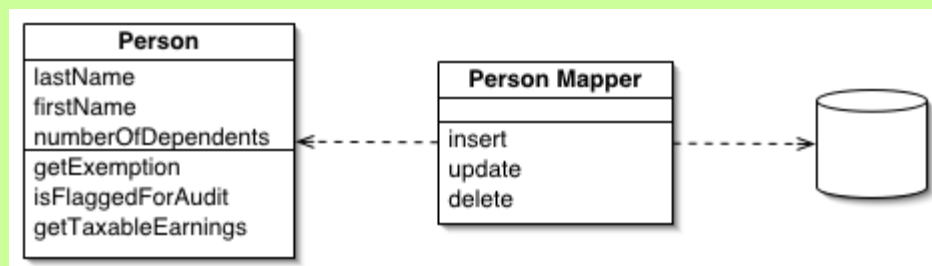 Person
lastName
firstName
numberOfDependents
getExemption
isFlaggedForAudit
getTaxableEarnings
Person Mapper
insert
update
delete